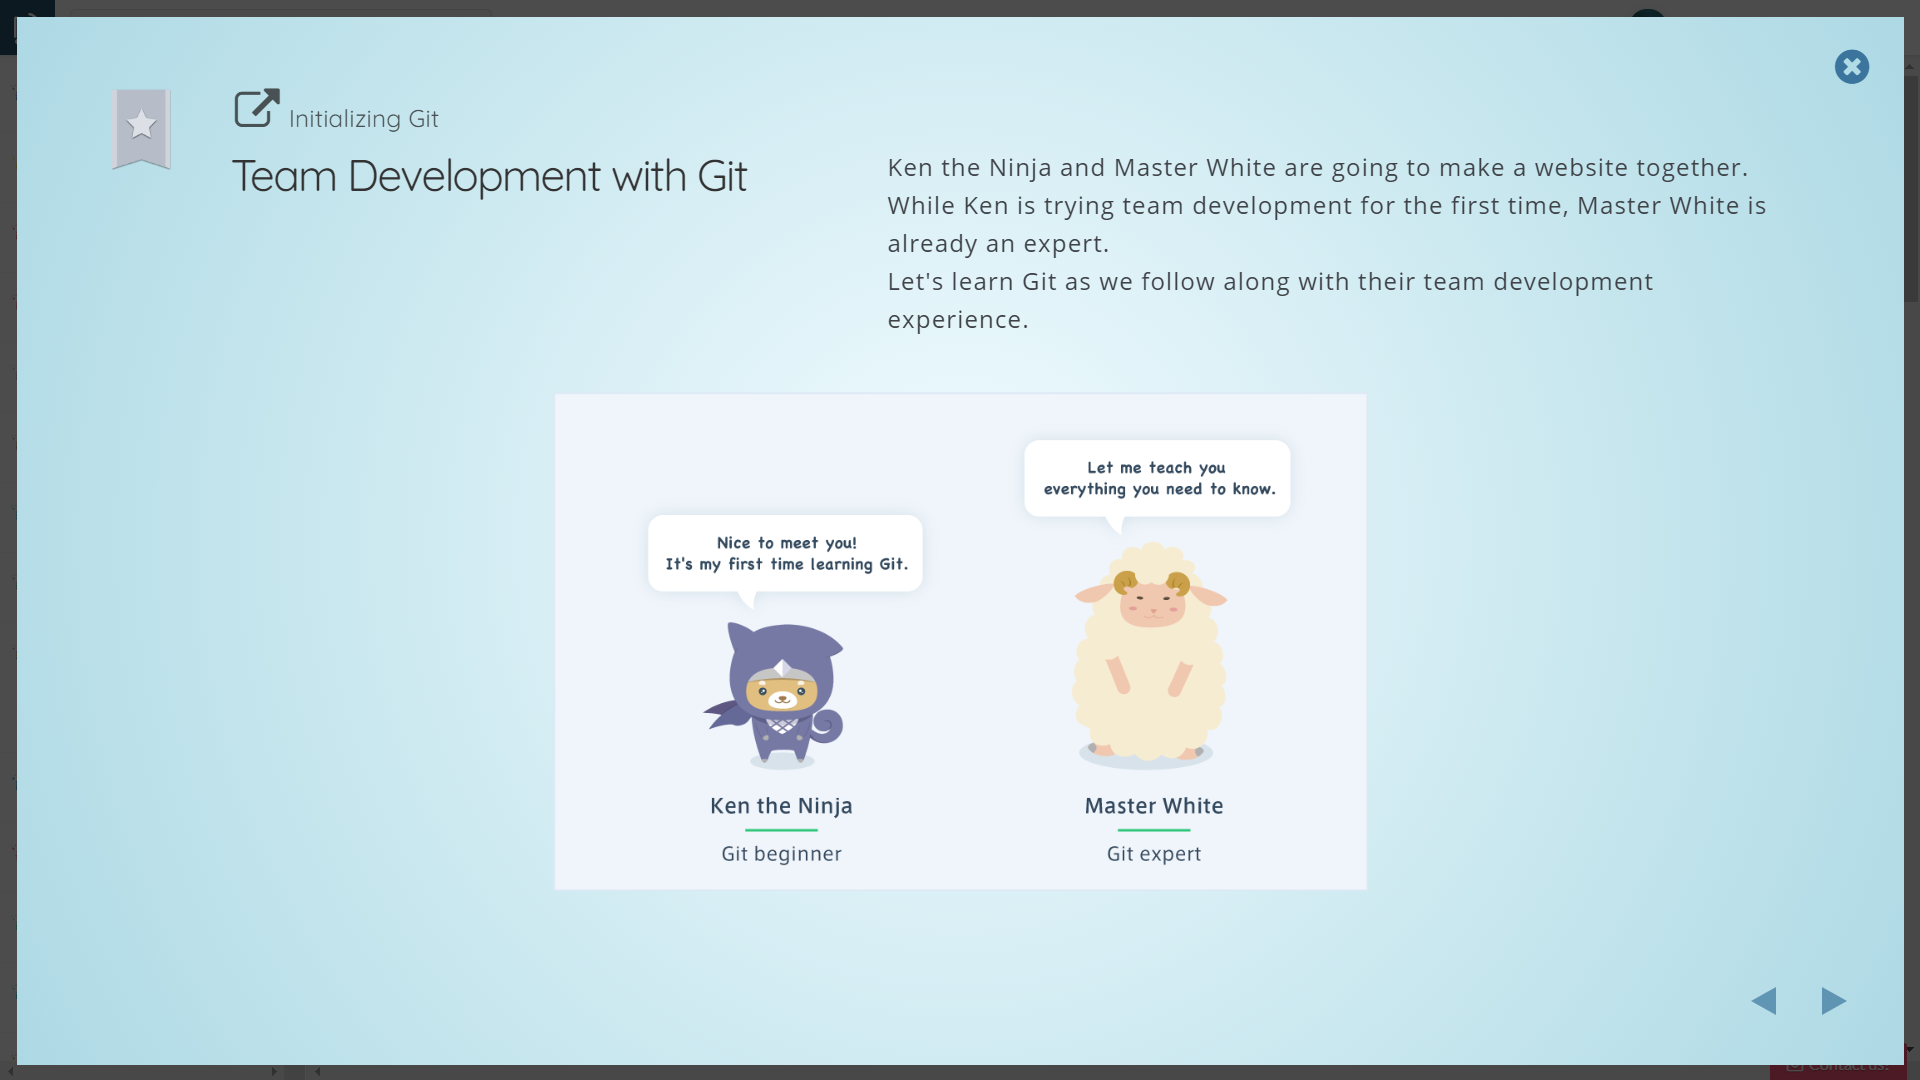 Initializing Git
Team Development with Git
Ken the Ninja and Master White are going to make a website together.
While Ken is trying team development for the first time, Master White is
already an expert.
Let's learn Git as we follow along with their team development
experience.
Let me teach you
everything you need to know.
Nice to meet you!
It's my first time learning Git.
Ken the Ninja
Git beginner
Master White
Git expert
Contact us!